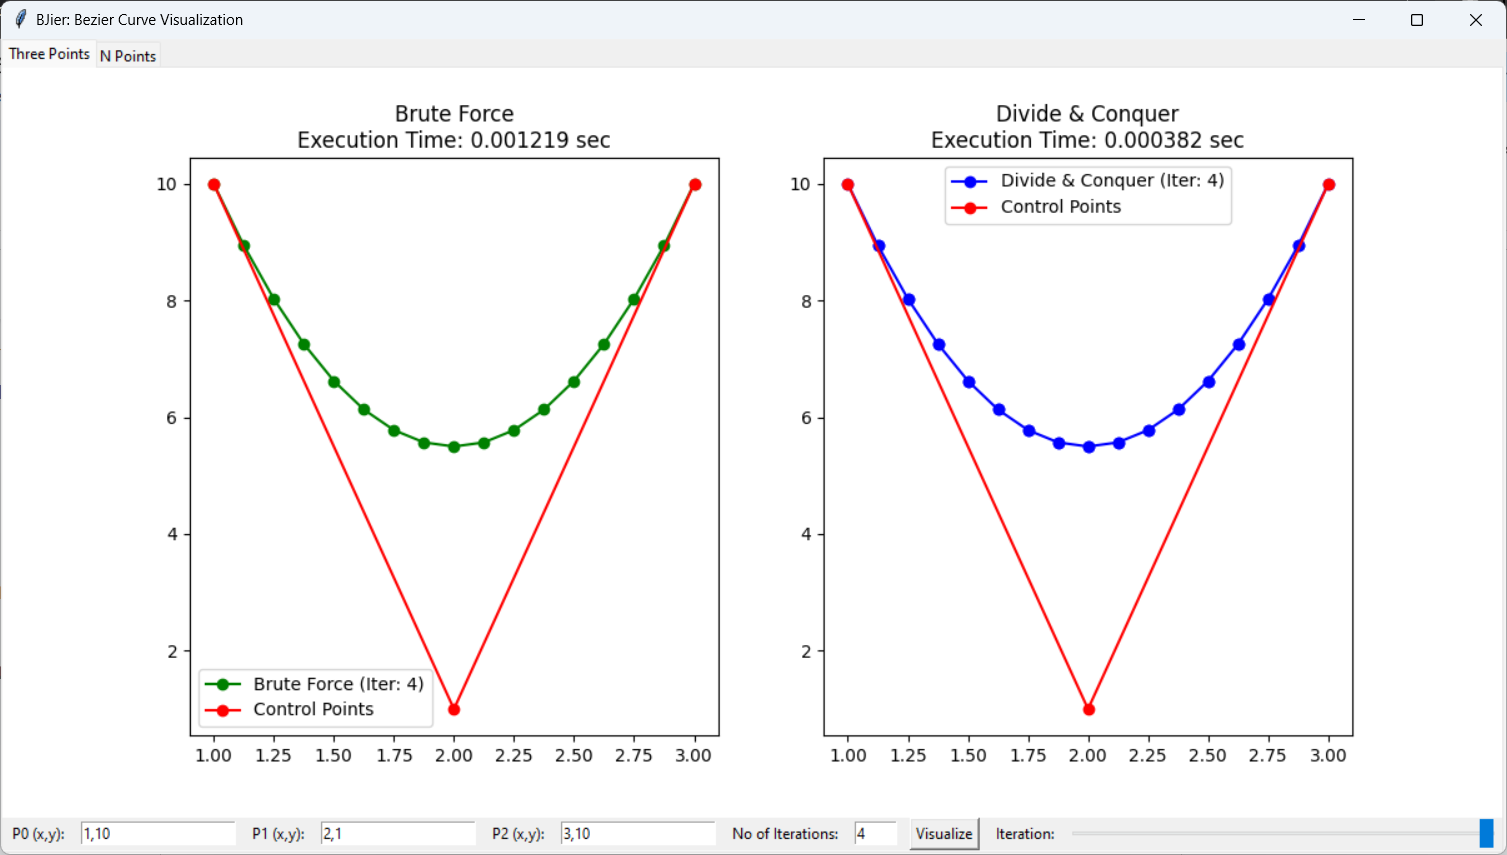 BJier: Bezier Curve Visualization
Three Points N Points
Brute Force
Execution Time: 0.001219 sec
10
8
6
4
2
Brute Force (Iter: 4)
Control Points
1.00 1.25 1.50 1.75 2.00 2.25 2.50 2.75 3.00
Divide & Conquer
Execution Time: 0.000382 sec
Divide & Conquer (Iter: 4)
Control Points
10
8
6
4
2
1.00 1.25 1.50 1.75 2.00 2.25 2.50 2.75 3.00
P0 (x,y): 1,10 P1 (x,y): 2,1 P2 (x,y): 3,10 No of Iterations: 4 Visualize Iteration: